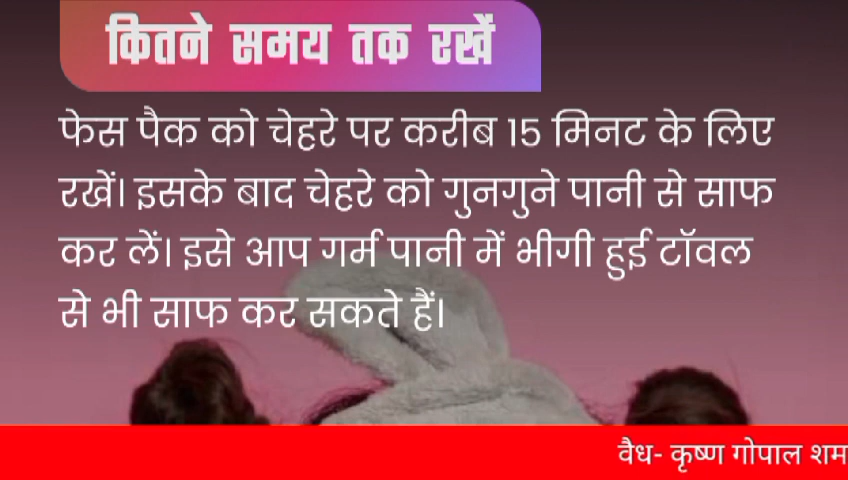 कितने समय तक रखें
फेस पैक को चेहरे पर करीब 15 मिनट के लिए
रखें। इसके बाद चेहरे को गुनगुने पानी से साफ
कर लें। इसे आप गर्म पानी में भीगी हुई टॉवल
से भी साफ कर सकते हैं।
वैध- कृष्ण गोपाल शम